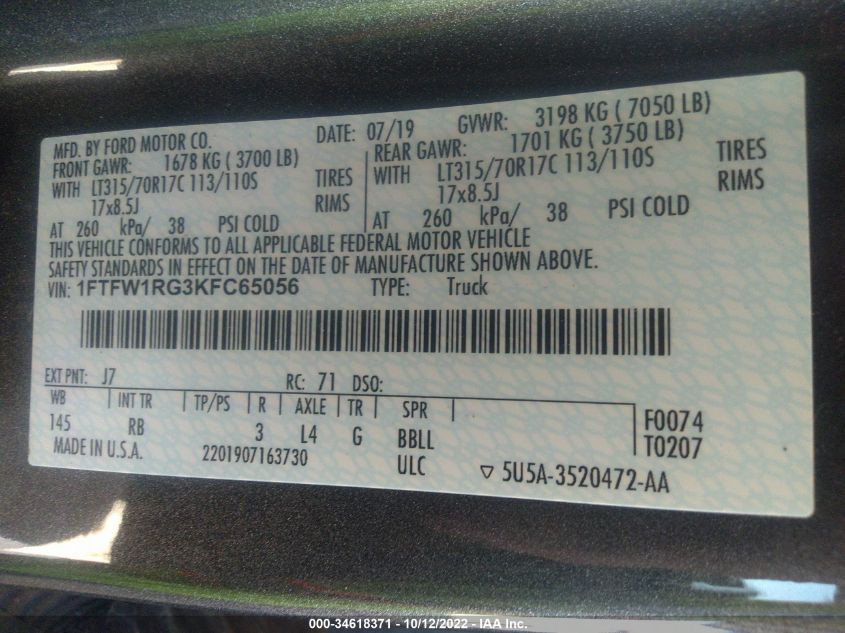 MFD. BY FORD MOTOR CO. DATE: 07/19 GVWR: 3198 KG ( 7050 LB)
FRONT GAWR: 1678 KG ( 3700 LB) REAR GAWR: 1701 KG ( 3750 LB)
WITH LT315/70R17C 113/110S TIRES WITH LT315/70R17C 113/110S TIRES
17x8.5J RIMS 17x8.5J RIMS
AT 260 kPa/ 38 PSI COLD AT 260 kPa/ 38 PSI COLD
THIS VEHICLE CONFORMS TO ALL APPLICABLE FEDERAL MOTOR VEHICLE
SAFETY STANDARDS IN EFFECT ON THE DATE OF MANUFACTURE SHOWN ABOVE.
VIN: 1FTFW1RG3KFC65056 TYPE: Truck
EXT PNT: J7 RC: 71 DSO:
WB INT TR TP/PS R AXLE TR SPR F0074
145 RB 3 L4 G BBLL T0207
MADE IN U.S.A. 2201907163730 ULC 5U5A-3520472-AA
000-34618371 - 10/12/2022 - IAA Inc.